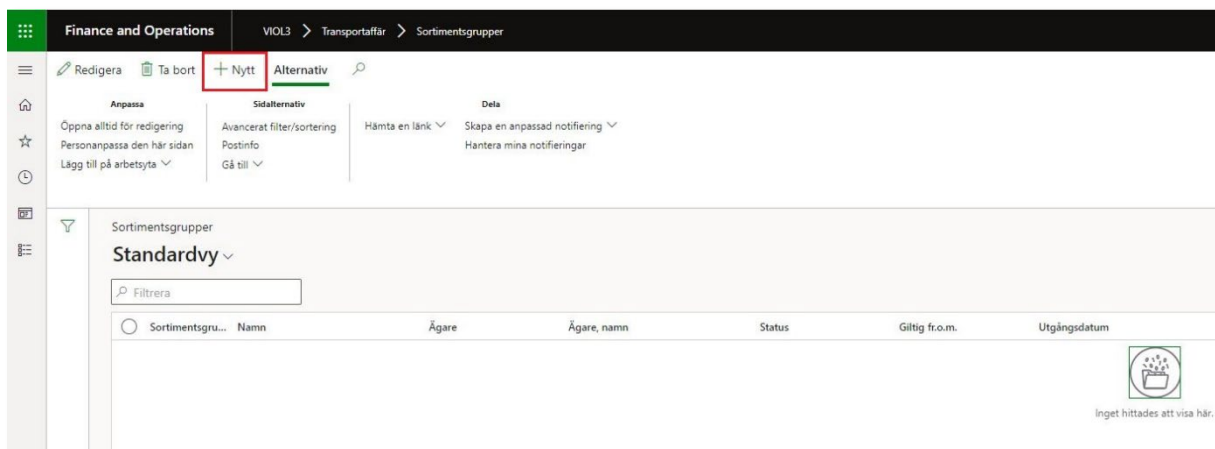 Finance and Operations VIOL3 > Transportaffär > Sortimentsgrupper
Redigera Ta bort + Nytt Alternativ
Anpassa Sidalternativ Dela
Öppna alltid för redigering Avancerat filter/sortering Hämta en länk Skapa en anpassad notifiering
Personanpassa den här sidan Postinfo Hantera mina notifieringar
Lägg till på arbetsyta Gå till
Sortimentsgrupper
Standardvy
Filtrera
Sortimentsgru... Namn Ägare Ägare, namn Status Giltig fr.o.m. Utgångsdatum
Inget hittades att visa här.